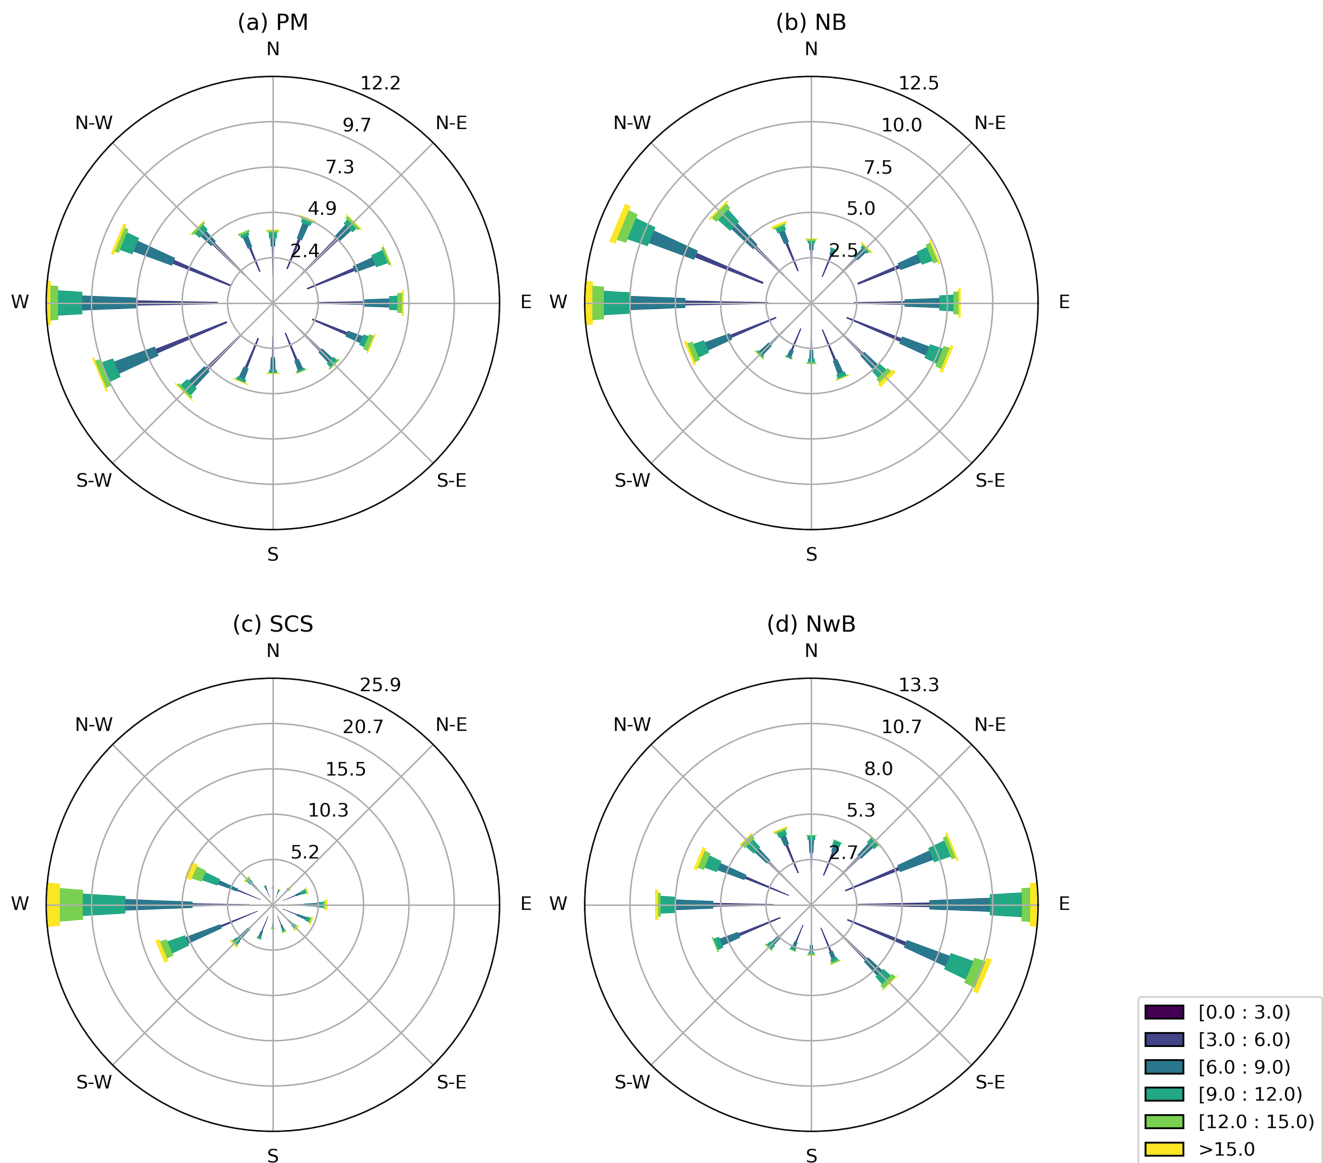 (a) PM
N
12.2
9.7
7.3
4.9
2.4
N-W
N-E
W
E
S-W
S-E
S
(b) NB
N
12.5
10.0
7.5
5.0
2.5
N-W
N-E
W
E
S-W
S-E
S
(c) SCS
N
25.9
20.7
15.5
10.3
5.2
N-W
N-E
W
E
S-W
S-E
S
(d) NwB
N
13.3
10.7
8.0
5.3
2.7
N-W
N-E
W
E
S-W
S-E
S
[0.0 : 3.0)
[3.0 : 6.0)
[6.0 : 9.0)
[9.0 : 12.0)
[12.0 : 15.0)
>15.0